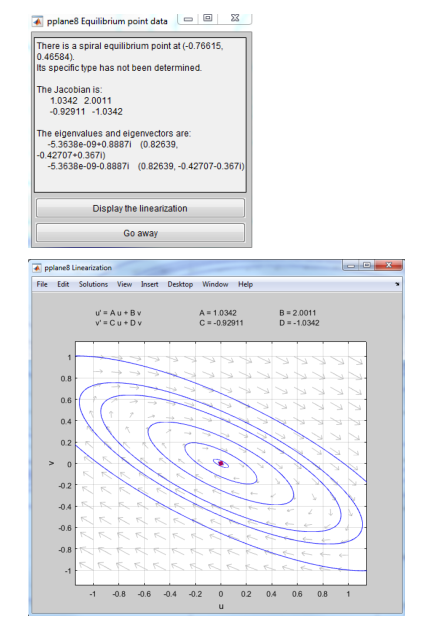 pplane8 Equilibrium point data
There is a spiral equilibrium point at (-0.76615,
0.46584).
Its specific type has not been determined.
The Jacobian is:
1.0342 2.0011
-0.92911 -1.0342
The eigenvalues and eigenvectors are:
-5.3638e-09+0.8887i (0.82639,
-0.42707+0.367i)
-5.3638e-09-0.8887i (0.82639, -0.42707-0.367i)
Display the linearization
Go away
pplane8 Linearization
File Edit Solutions View Insert Desktop Window Help
u' = A u + B v A = 1.0342 B = 2.0011
v' = C u + D v C = -0.92911 D = -1.0342
1
0.8
0.6
0.4
0.2
0
-0.2
-0.4
-0.6
-0.8
-1
v
-1 -0.8 -0.6 -0.4 -0.2 0 0.2 0.4 0.6 0.8 1
u